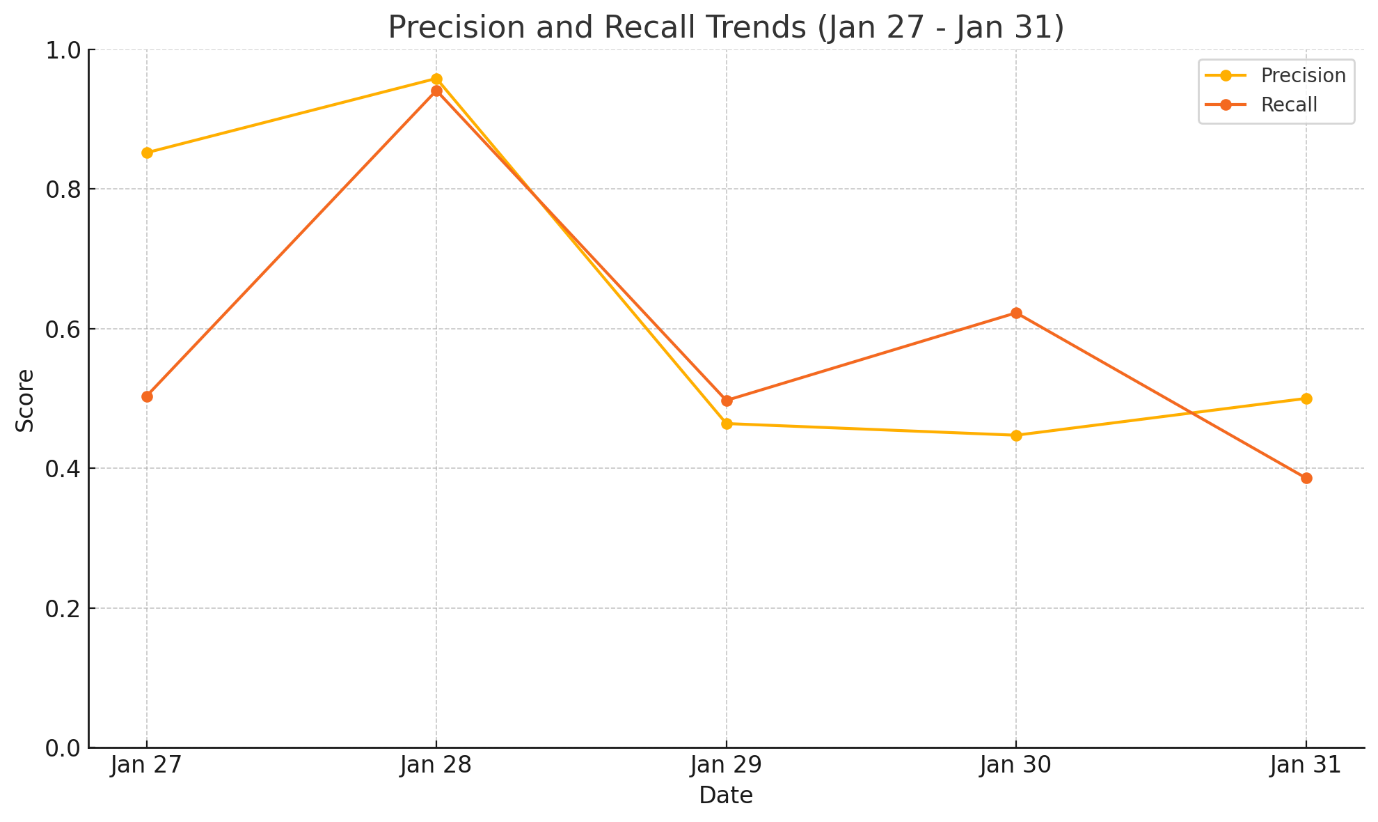 Precision and Recall Trends (Jan 27 - Jan 31)
1.0
Precision
Recall
0.8
0.6
Score
0.4
0.2
0.0
Jan 27 Jan 28 Jan 29 Jan 30 Jan 31
Date